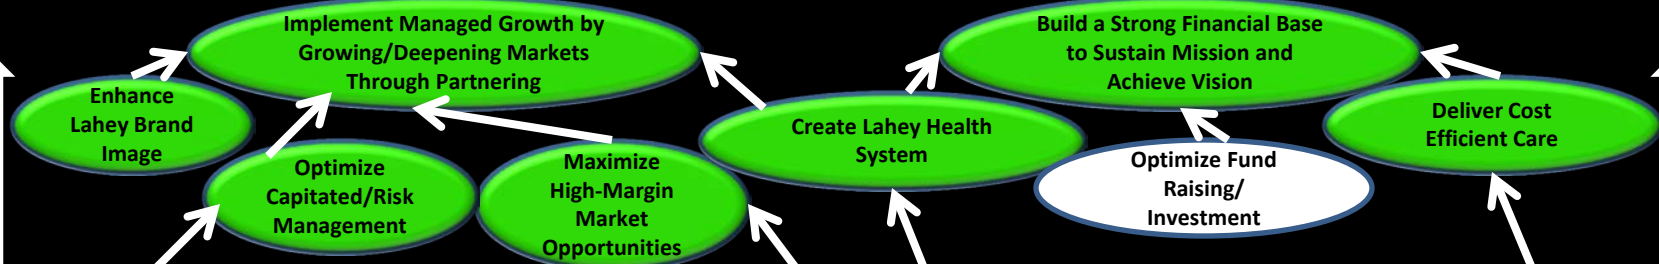 Implement Managed Growth by
Growing/Deepening Markets
Through Partnering
Build a Strong Financial Base
to Sustain Mission and
Achieve Vision
Enhance
Lahey Brand
Image
Optimize
Capitated/Risk
Management
Maximize
High-Margin
Market
Opportunities
Create Lahey Health
System
Optimize Fund
Raising/
Investment
Deliver Cost
Efficient Care